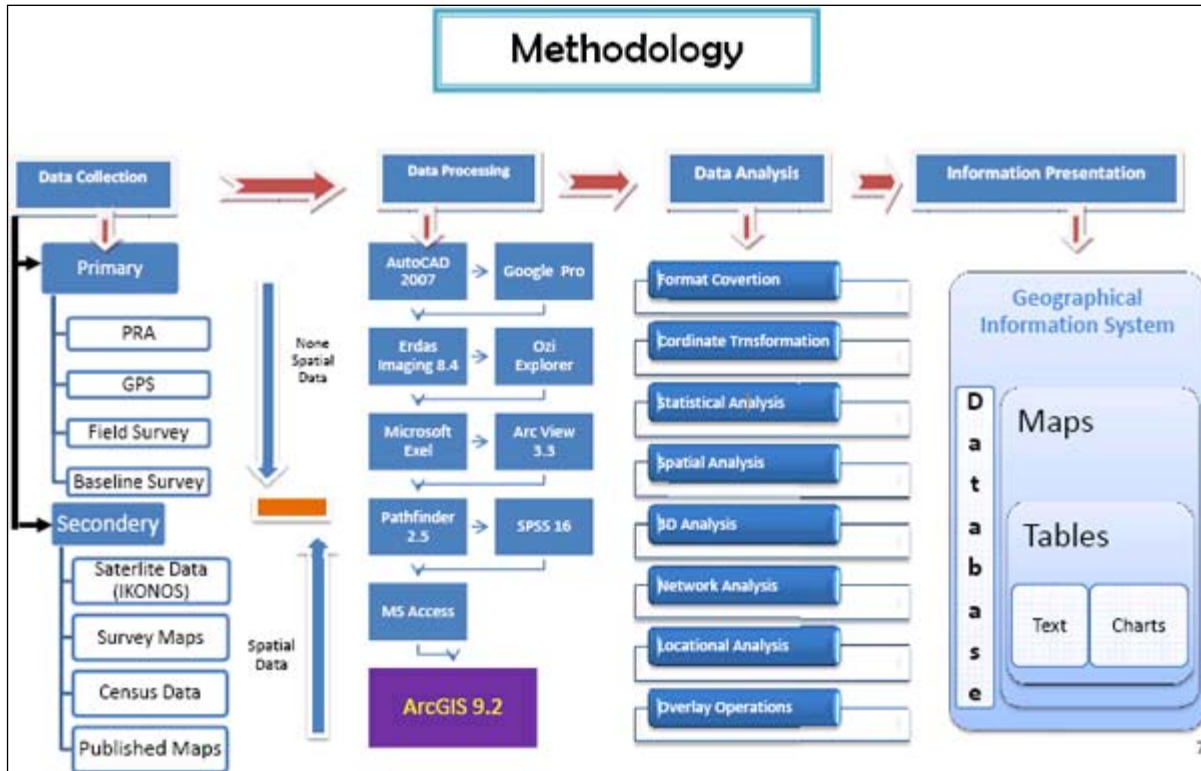 Methodology
Data Collection
Data Processing
Data Analysis
Information Presentation
Primary
PRA
GPS
Field Survey
Baseline Survey
Secondery
Saterlite Data
(IKONOS)
Survey Maps
Census Data
Published Maps
None
Spatial
Data
Spatial
Data
AutoCAD
2007
Google Pro
Erdas
Imaging 8.4
Ozi
Explorer
Microsoft
Exel
Arc View
3.3
Pathfinder
2.5
SPSS 16
MS Access
ArcGIS 9.2
Format Covertion
Cordinate Trnsformation
Statistical Analysis
Spatial Analysis
3D Analysis
Network Analysis
Locational Analysis
Overlay Operations
Geographical
Information System
Database
Maps
Tables
Text
Charts
7